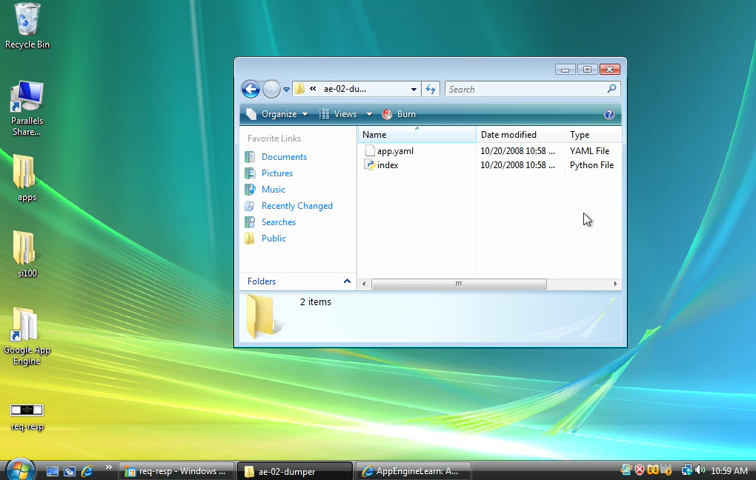 Recycle Bin
Parallels
Share...
apps
si100
Google App
Engine
req-resp
ae-02-du...
Search
Organize
Views
Burn
Name
Date modified
Type
Favorite Links
Documents
Pictures
Music
Recently Changed
Searches
Public
Folders
app.yaml
10/20/2008 10:58 ...
YAML File
index
10/20/2008 10:58 ...
Python File
2 items
req-resp - Windows ...
ae-02-dumper
AppEngineLearn: A...
10:59 AM